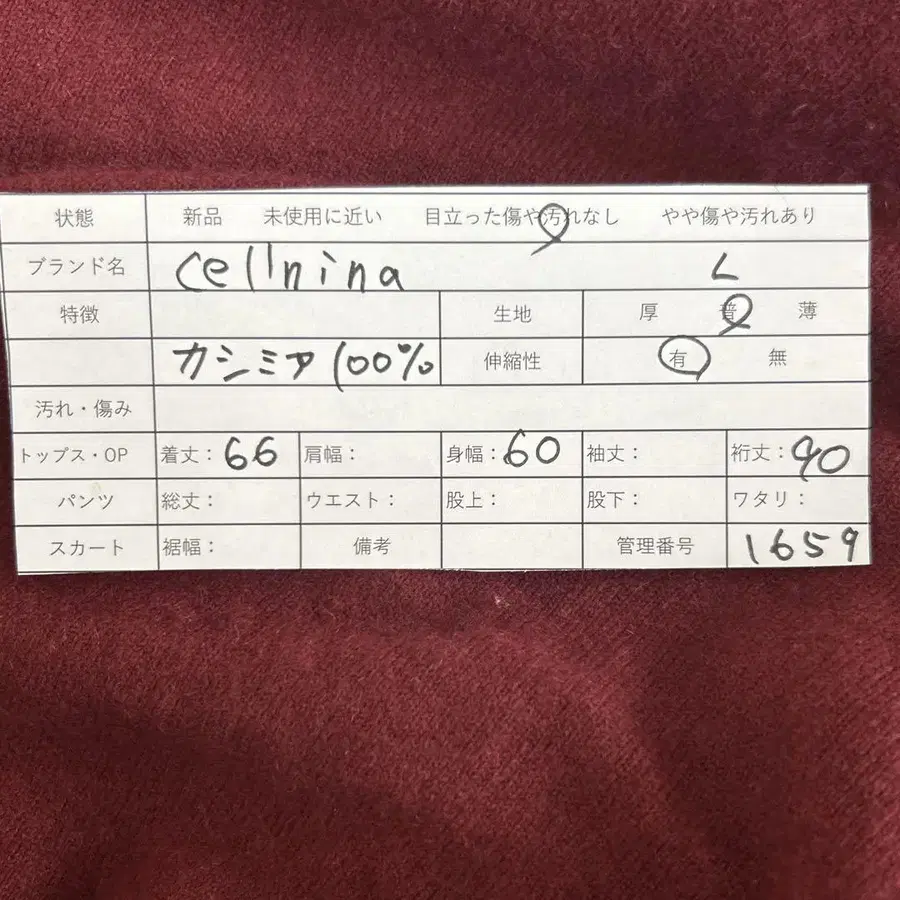 状態 新品 未使用に近い 目立った傷や汚れなし やや傷や汚れあり
ブランド名 cellnina L
特徴 生地 厚 普 薄
カシミア100% 伸縮性 有 無
汚れ・傷み
トップス・OP 着丈：66 肩幅： 身幅：60 袖丈： 裄丈：90
パンツ 総丈： ウエスト： 股上： 股下： ワタリ：
スカート 裾幅： 備考 管理番号 1659